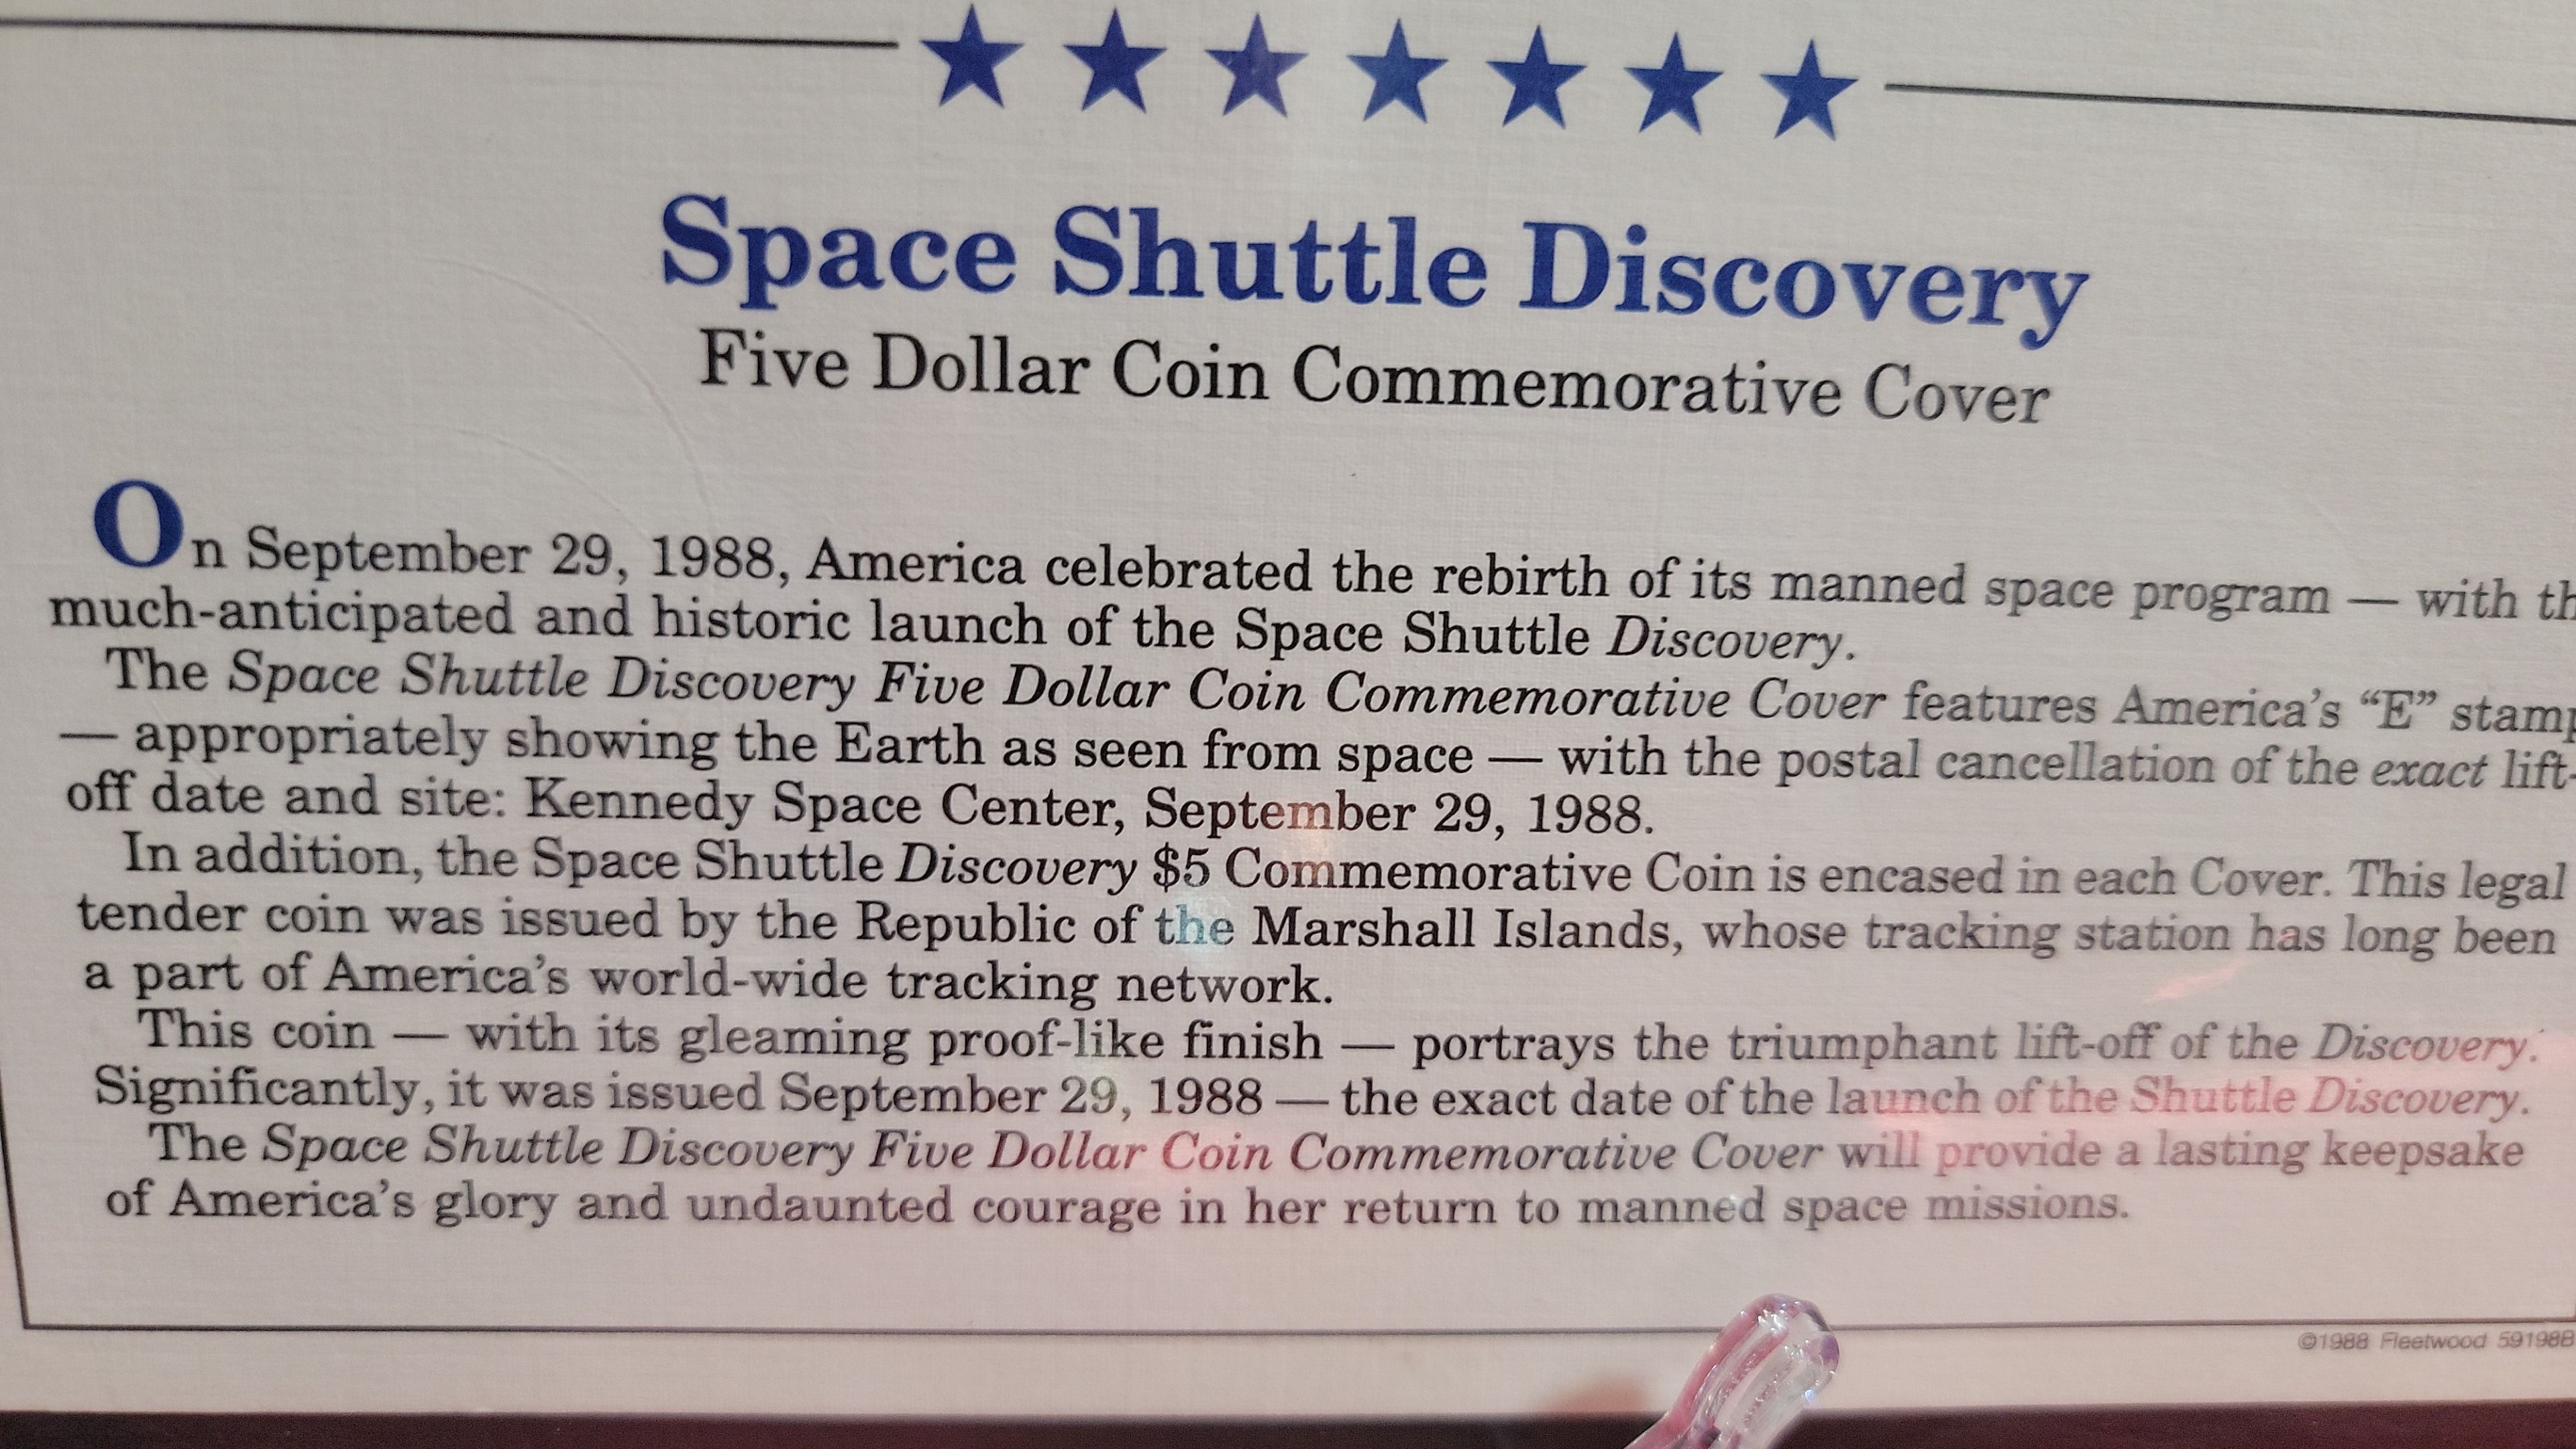 Space Shuttle Discovery
Five Dollar Coin Commemorative Cover
On September 29, 1988, America celebrated the rebirth of its manned space program — with th
much-anticipated and historic launch of the Space Shuttle Discovery.
The Space Shuttle Discovery Five Dollar Coin Commemorative Cover features America’s “E” stamp
— appropriately showing the Earth as seen from space — with the postal cancellation of the exact lift-
off date and site: Kennedy Space Center, September 29, 1988.
In addition, the Space Shuttle Discovery $5 Commemorative Coin is encased in each Cover. This legal
tender coin was issued by the Republic of the Marshall Islands, whose tracking station has long been
a part of America’s world-wide tracking network.
This coin — with its gleaming proof-like finish — portrays the triumphant lift-off of the Discovery.
Significantly, it was issued September 29, 1988 — the exact date of the launch of the Shuttle Discovery.
The Space Shuttle Discovery Five Dollar Coin Commemorative Cover will provide a lasting keepsake
of America’s glory and undaunted courage in her return to manned space missions.
©1988 Fleetwood 59198B